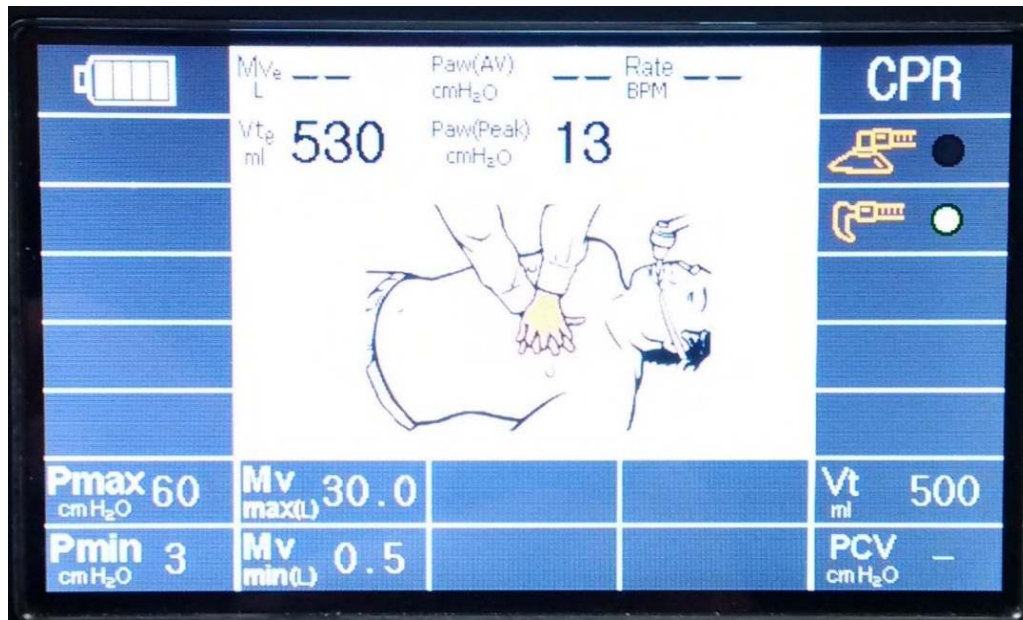 Mve L -- Paw(AV) cmH₂O -- Rate BPM -- CPR
Vte ml 530 Paw(Peak) cmH₂O 13
Pmax cmH₂O 60 Mv max(L) 30.0 Vt ml 500
Pmin cmH₂O 3 Mv min(L) 0.5 PCV cmH₂O -